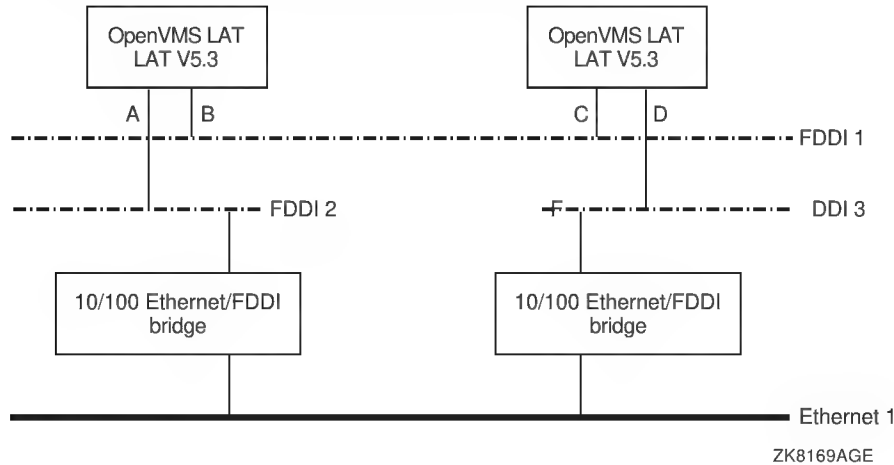 OpenVMS LAT
LAT V5.3
OpenVMS LAT
LAT V5.3
A B C D
FDDI 1
FDDI 2
F DDI 3
10/100 Ethernet/FDDI
bridge
10/100 Ethernet/FDDI
bridge
Ethernet 1
ZK8169AGE